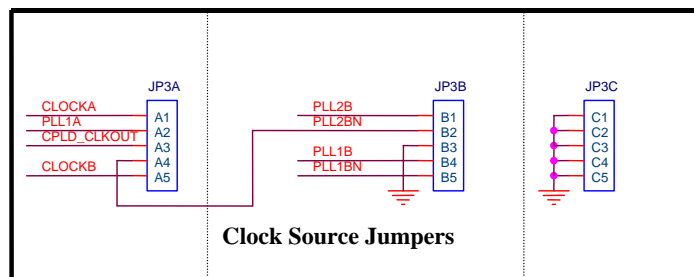 JP3A
CLOCKA
A1
PLL1A
A2
CPLD_CLKOUT
A3
A4
CLOCKB
A5
JP3B
PLL2B
B1
PLL2BN
B2
B3
PLL1B
B4
PLL1BN
B5
JP3C
C1
C2
C3
C4
C5
Clock Source Jumpers